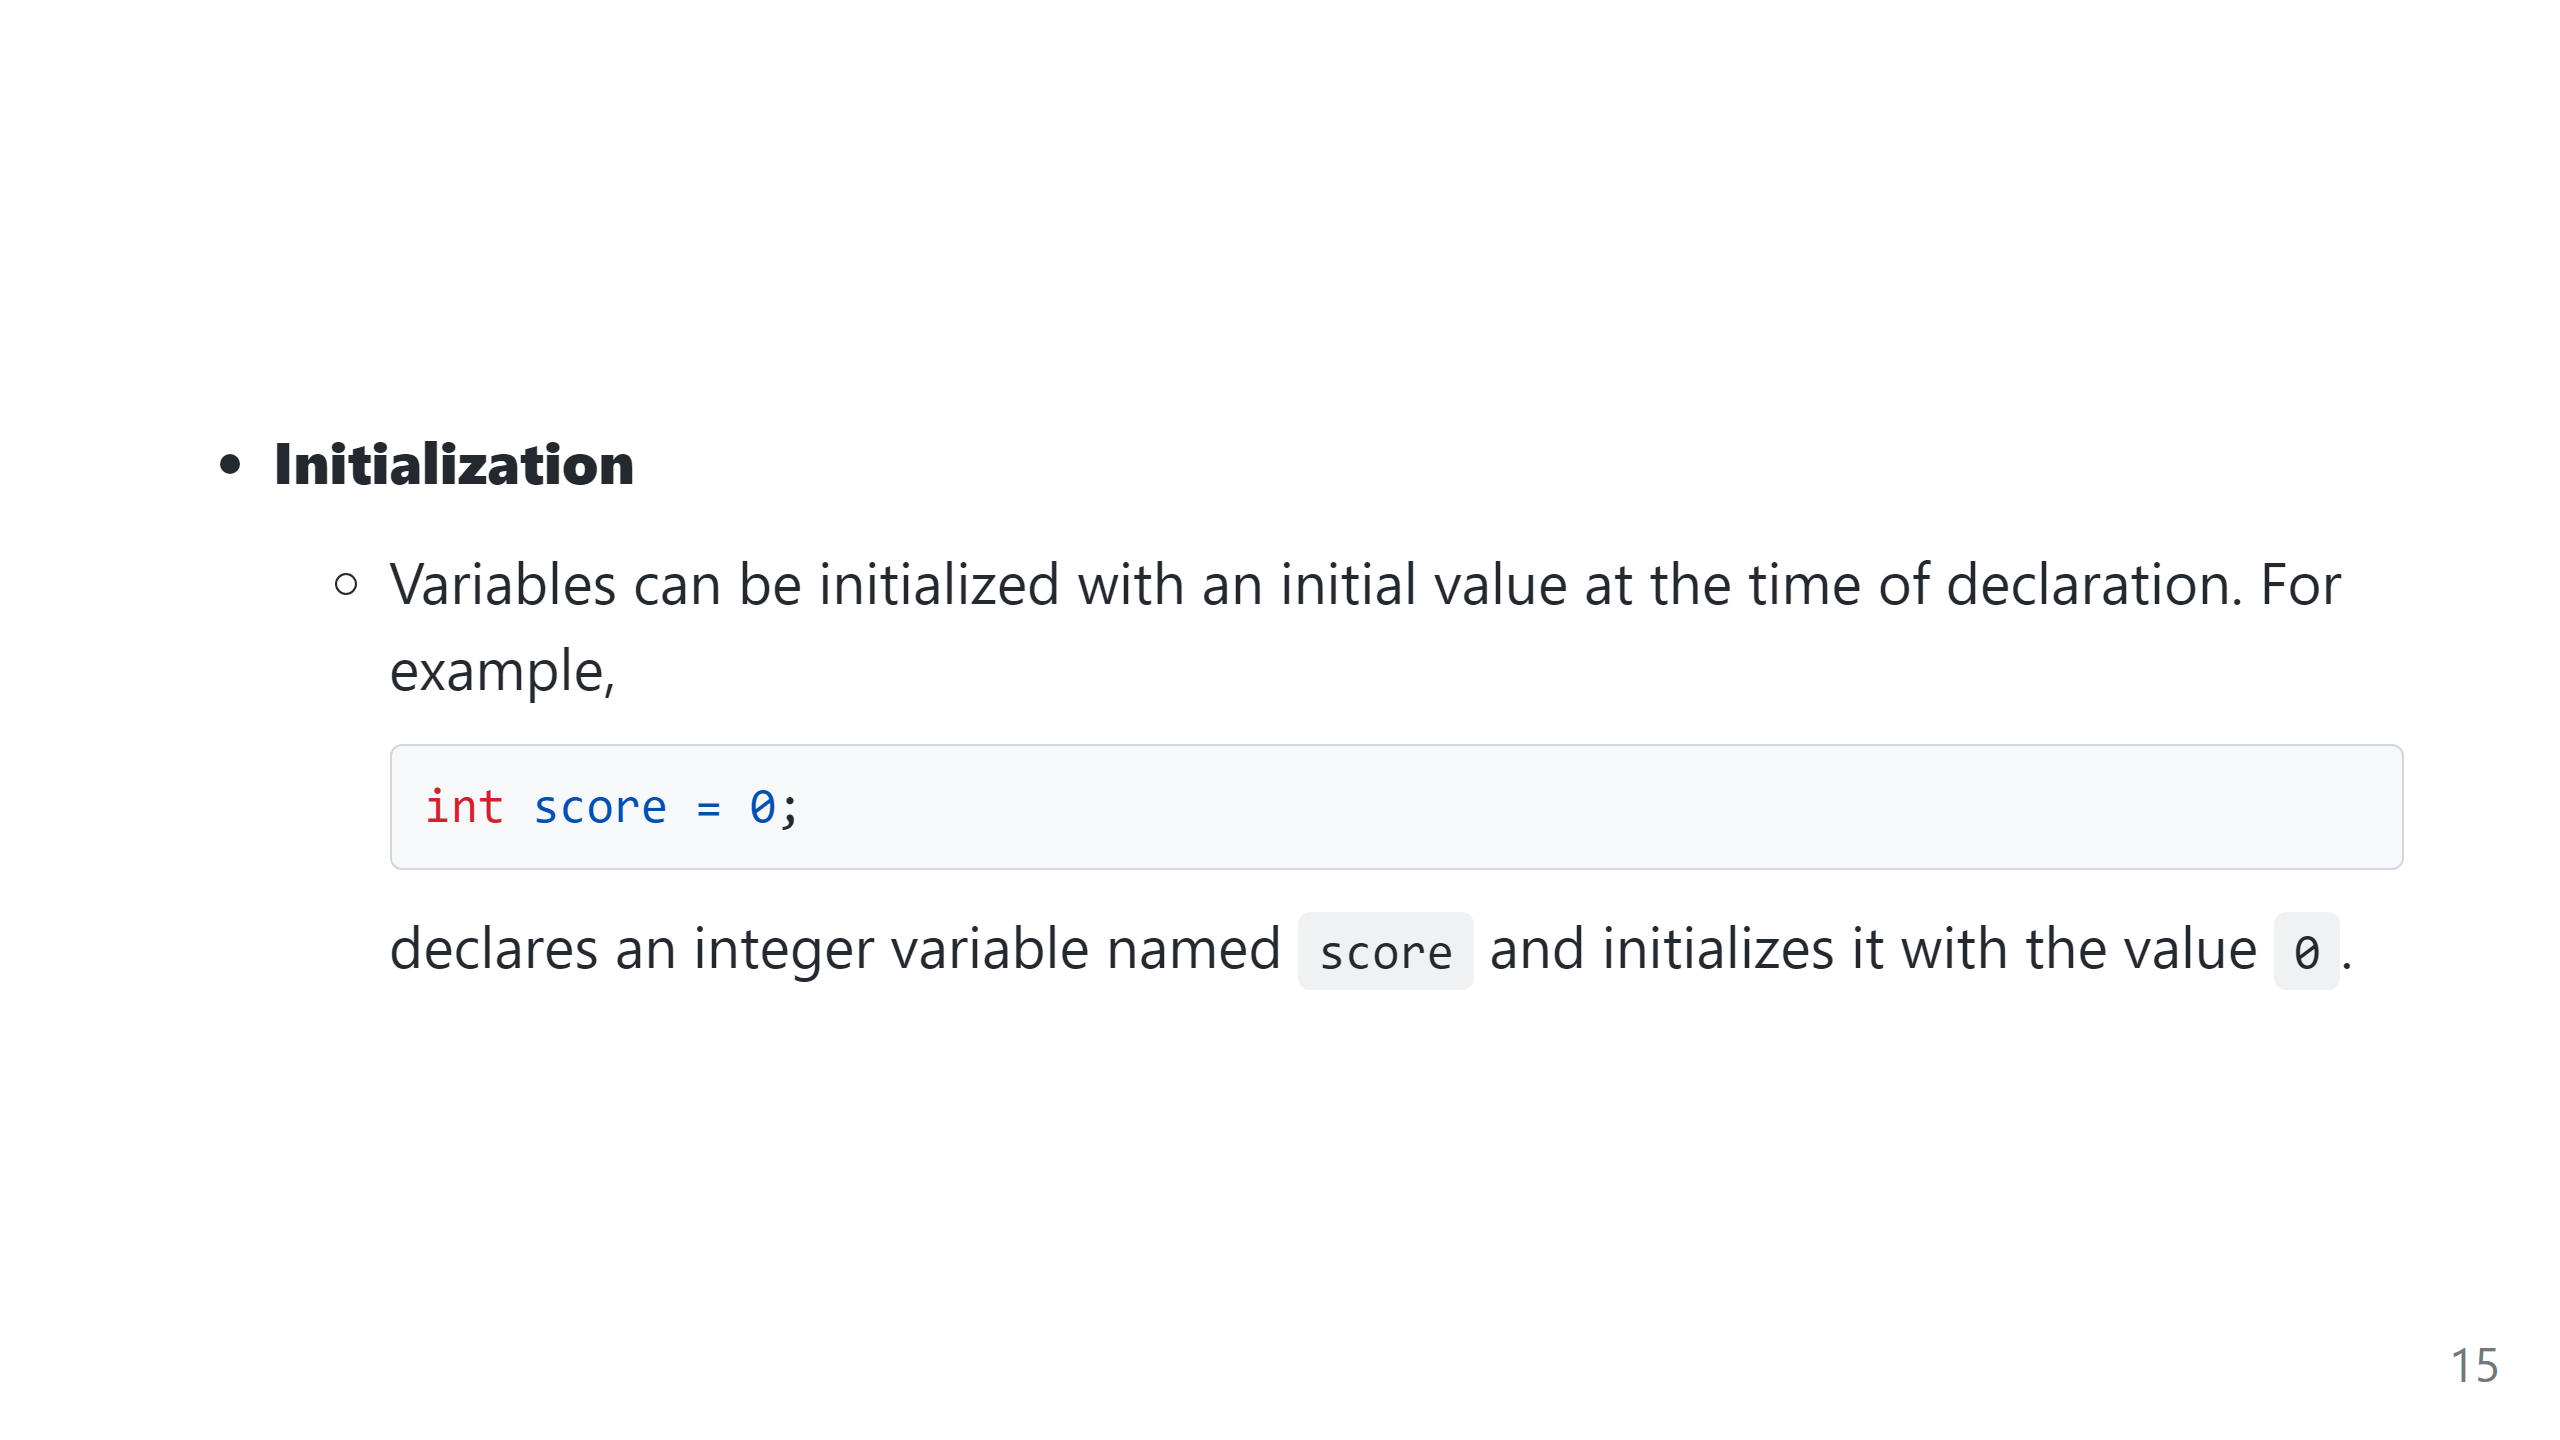 • Initialization
○ Variables can be initialized with an initial value at the time of declaration. For
example,
int score = 0;
declares an integer variable named score and initializes it with the value 0.
15